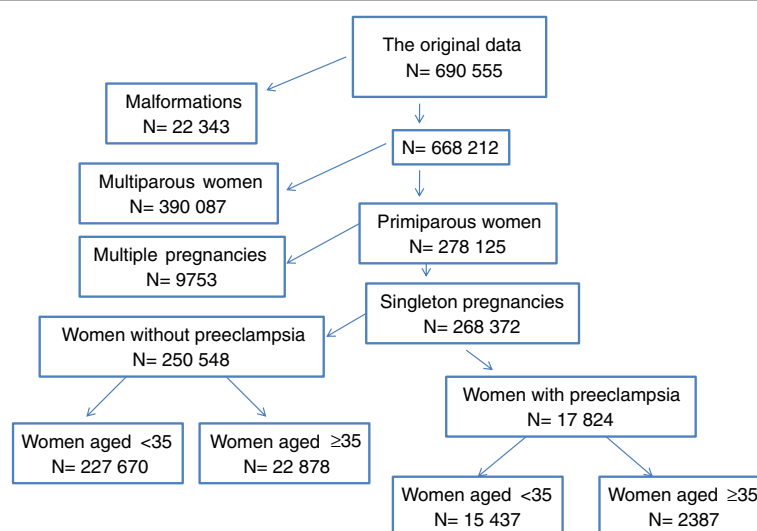 The original data
N= 690 555
Malformations
N= 22 343
N= 668 212
Multiparous women
N= 390 087
Primiparous women
N= 278 125
Multiple pregnancies
N= 9753
Singleton pregnancies
N= 268 372
Women without preeclampsia
N= 250 548
Women with preeclampsia
N= 17 824
Women aged <35
N= 227 670
Women aged ≥35
N= 22 878
Women aged <35
N= 15 437
Women aged ≥35
N= 2387